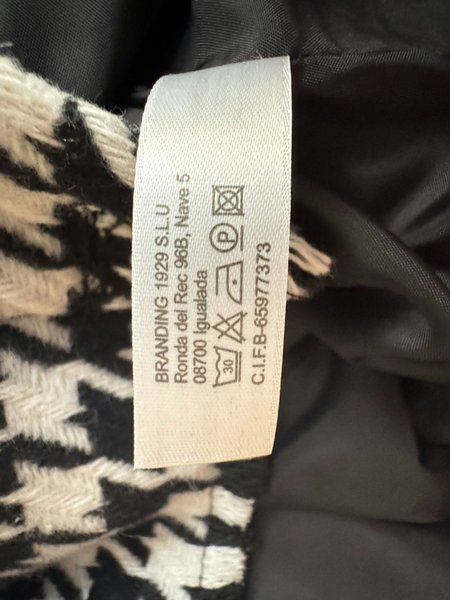 BRANDING 1929 S.L.U
Ronda del Rec 96B, Nave 5
08700 Igualada
30 P
C.I.F.B-65977373